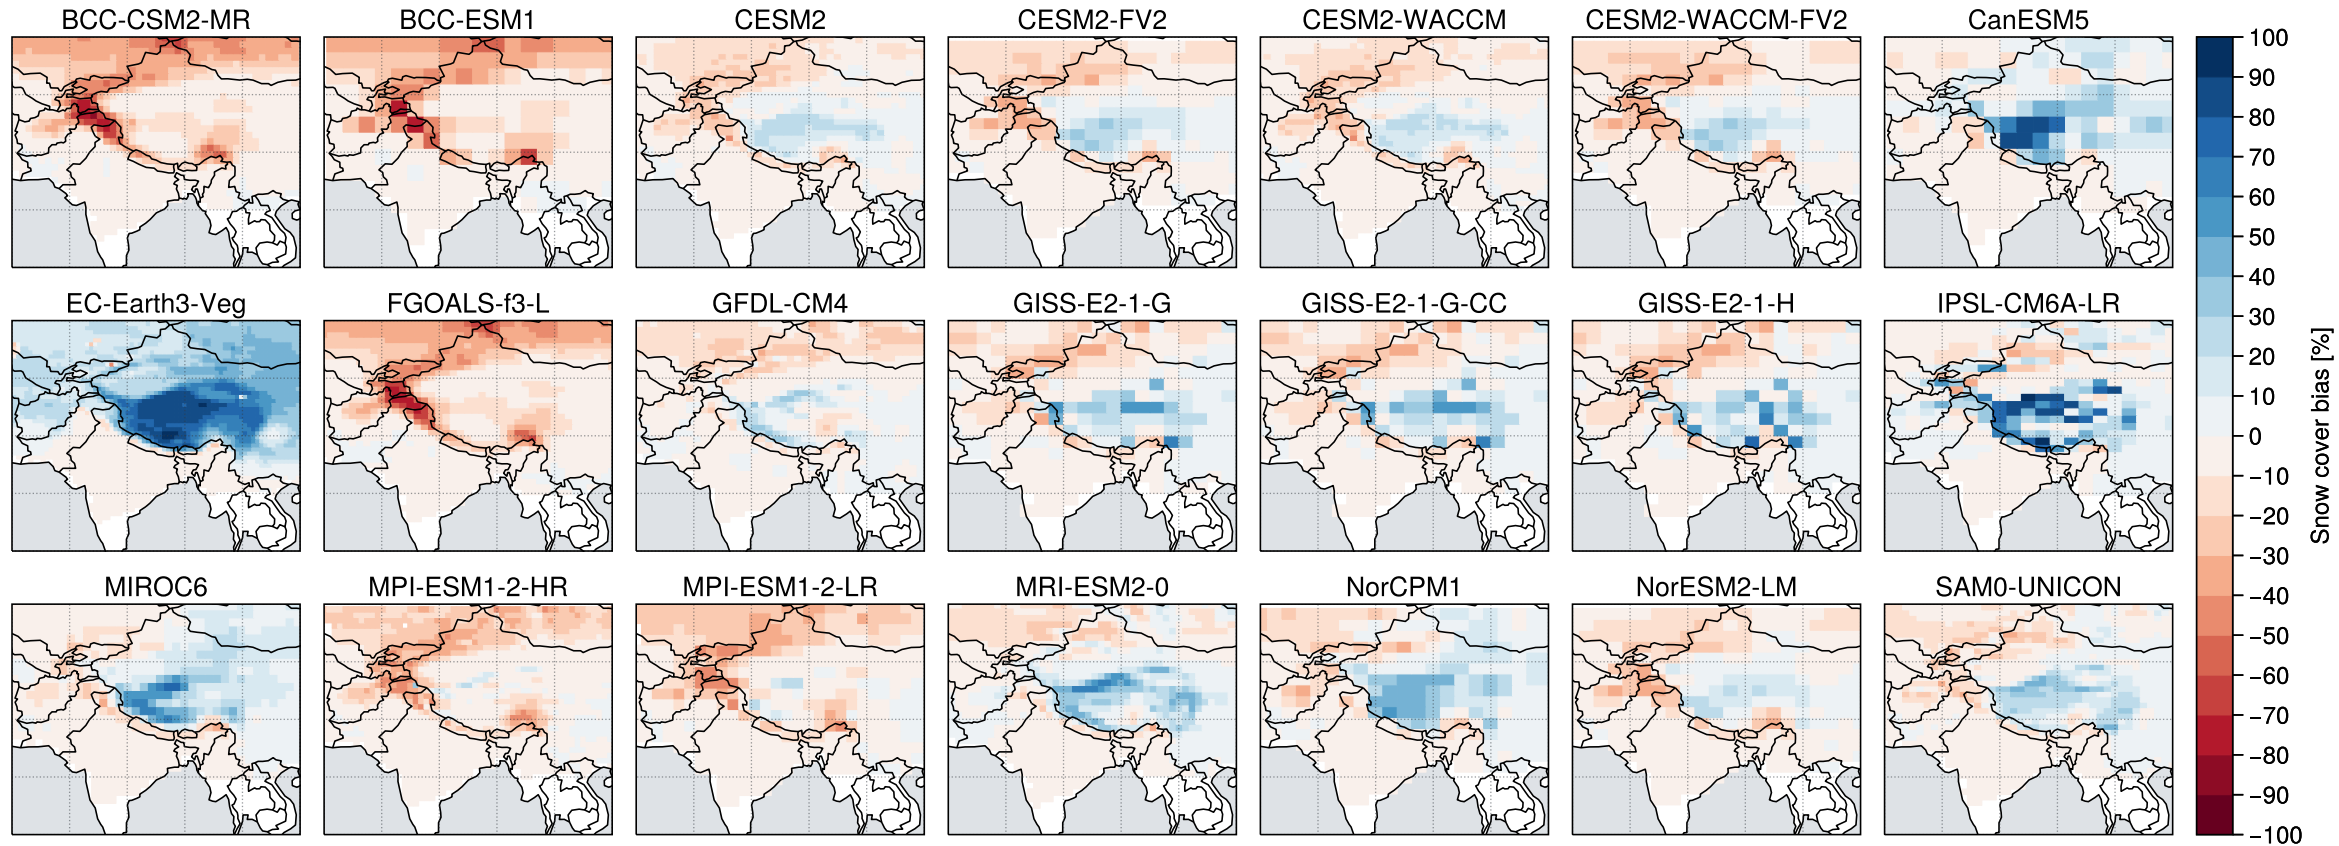 BCC-CSM2-MR
BCC-ESM1
CESM2
CESM2-FV2
CESM2-WACCM
CESM2-WACCM-FV2
CanESM5
EC-Earth3-Veg
FGOALS-f3-L
GFDL-CM4
GISS-E2-1-G
GISS-E2-1-G-CC
GISS-E2-1-H
IPSL-CM6A-LR
MIROC6
MPI-ESM1-2-HR
MPI-ESM1-2-LR
MRI-ESM2-0
NorCPM1
NorESM2-LM
SAM0-UNICON
100
90
80
70
60
50
40
30
20
10
0
−10
−20
−30
−40
−50
−60
−70
−80
−90
−100
Snow cover bias [%]